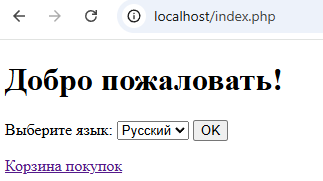 localhost/index.php
Добро пожаловать!
Выберите язык: Русский OK
Корзина покупок